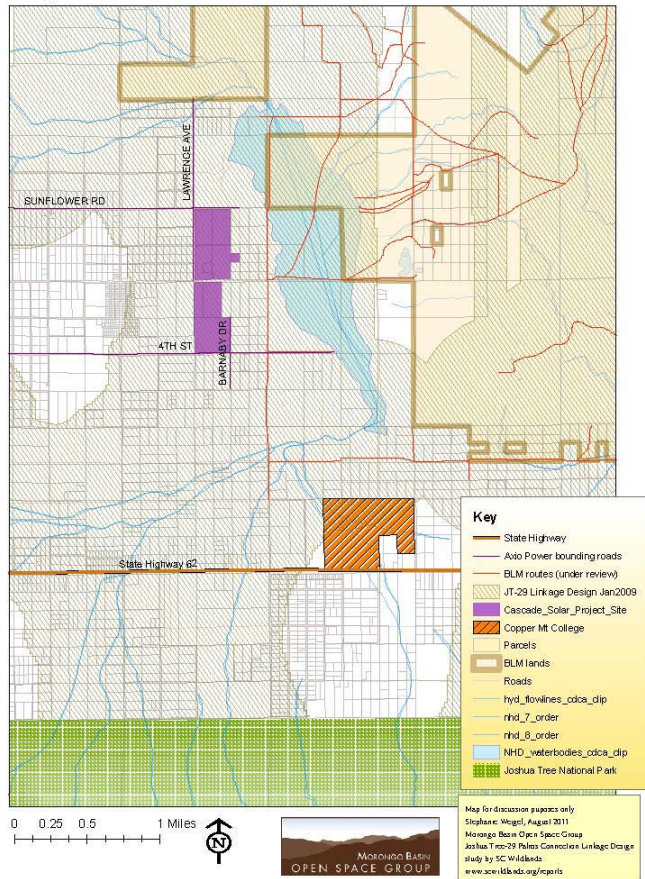 LAWRENCE AVE
SUNFLOWER RD
4TH ST
BARNABY DR
State Highway 62
Key
State Highway
Axio Power bounding roads
BLM routes (under review)
JT-29 Linkage Design Jan2009
Cascade_Solar_Project_Site
Copper Mt College
Parcels
BLM lands
Roads
hyd_flowlines_cdca_clip
nhd_7_order
nhd_8_order
NHD_waterbodies_cdca_clip
Joshua Tree National Park
0 0.25 0.5 1 Miles
N
MORONGO BASIN
OPEN SPACE GROUP
Map for discussion puposes only
Stephanie Weigel, August 2011
Morongo Basin Open Space Group
Joshua Tree-29 Palms Connection Linkage Design
study by SC Wildlands
www.scwildlands.org/reports